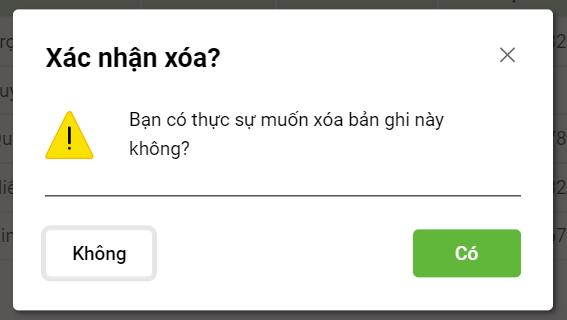 Xác nhận xóa?
Bạn có thực sự muốn xóa bản ghi này
không?
Không
Có